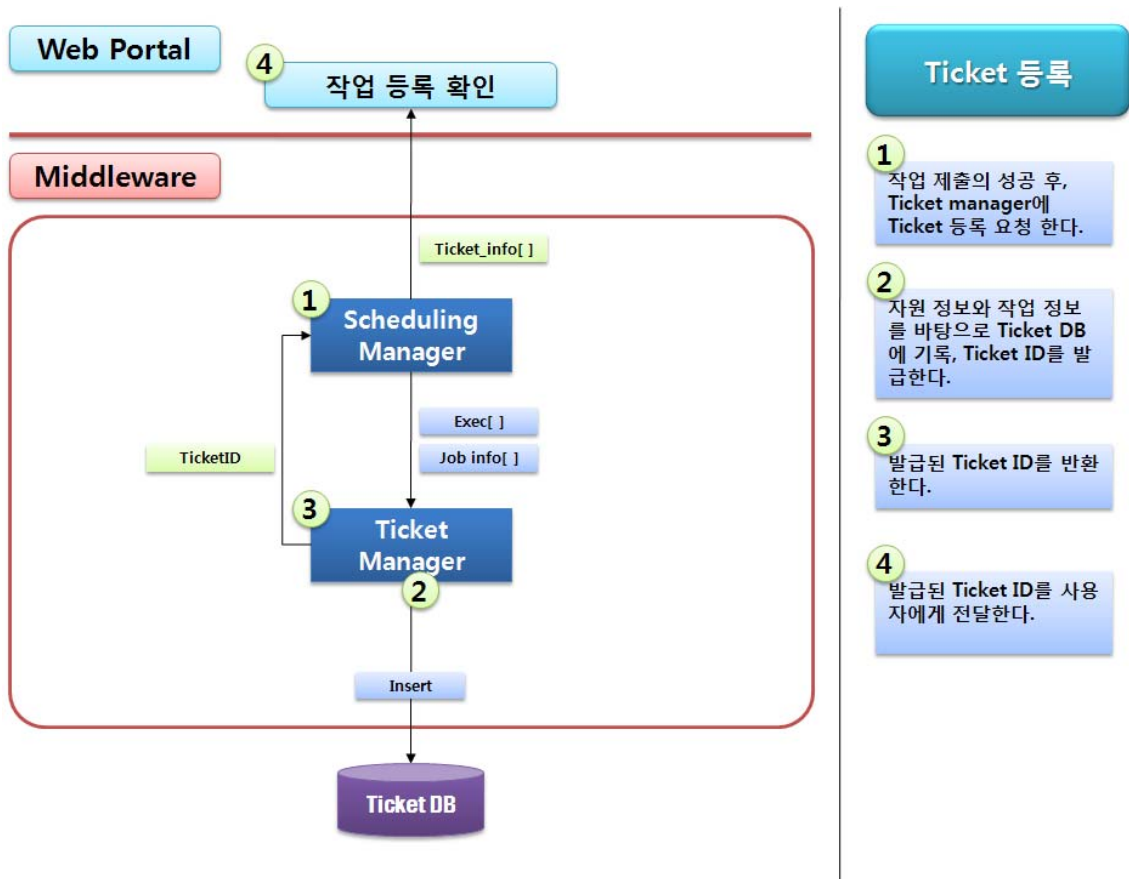 Web Portal
4
작업 등록 확인
Middleware
Ticket_info[ ]
1
Scheduling
Manager
Exec[ ]
Job info[ ]
TicketID
3
Ticket
Manager
2
Insert
Ticket DB
Ticket 등록
1
작업 제출의 성공 후,
Ticket manager에
Ticket 등록 요청 한다.
2
자원 정보와 작업 정보
를 바탕으로 Ticket DB
에 기록, Ticket ID를 발
급한다.
3
발급된 Ticket ID를 반환
한다.
4
발급된 Ticket ID를 사용
자에게 전달한다.